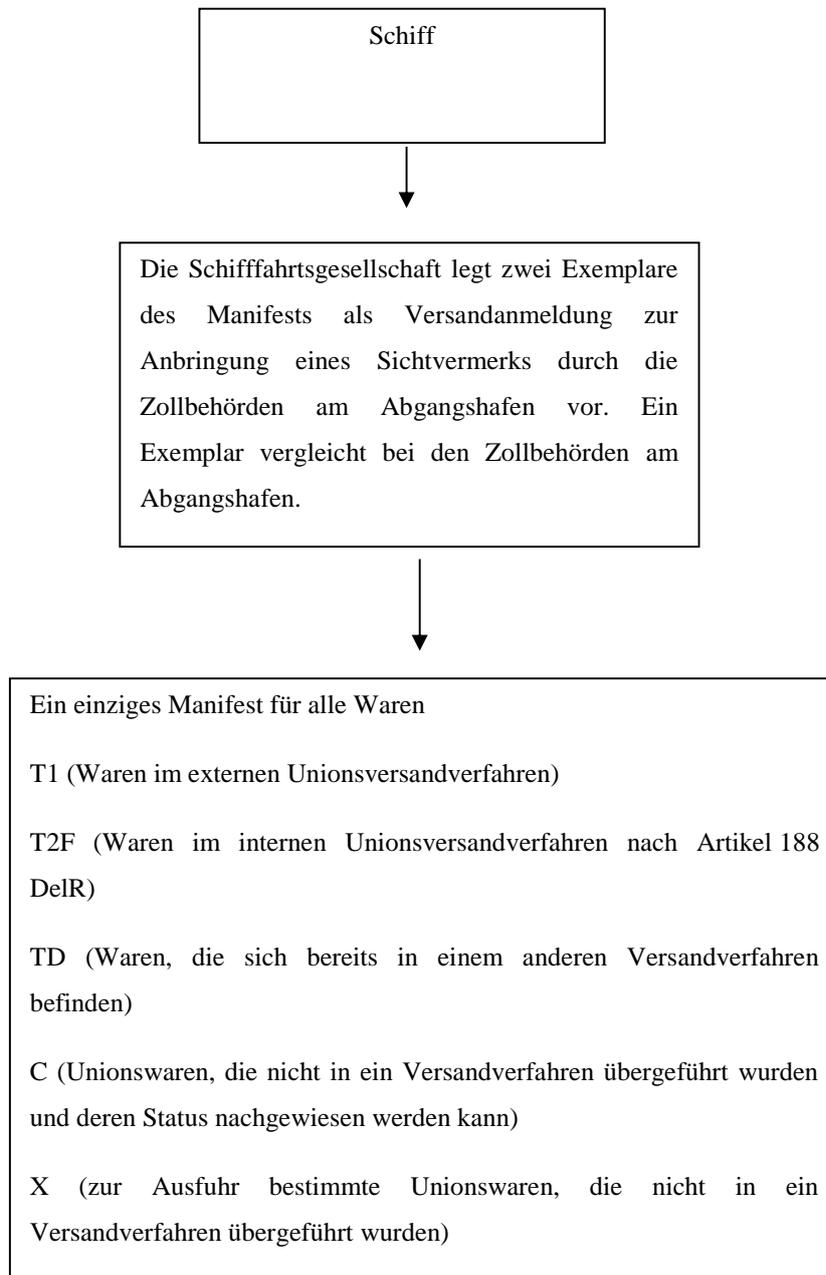 Schiff
Die Schifffahrtsgesellschaft legt zwei Exemplare
des Manifests als Versandanmeldung zur
Anbringung eines Sichtvermerks durch die
Zollbehörden am Abgangshafen vor. Ein
Exemplar vergleicht bei den Zollbehörden am
Abgangshafen.
Ein einziges Manifest für alle Waren
T1 (Waren im externen Unionsversandverfahren)
T2F (Waren im internen Unionsversandverfahren nach Artikel 188
DelR)
TD (Waren, die sich bereits in einem anderen Versandverfahren
befinden)
C (Unionswaren, die nicht in ein Versandverfahren übergeführt wurden
und deren Status nachgewiesen werden kann)
X (zur Ausfuhr bestimmte Unionswaren, die nicht in ein
Versandverfahren übergeführt wurden)